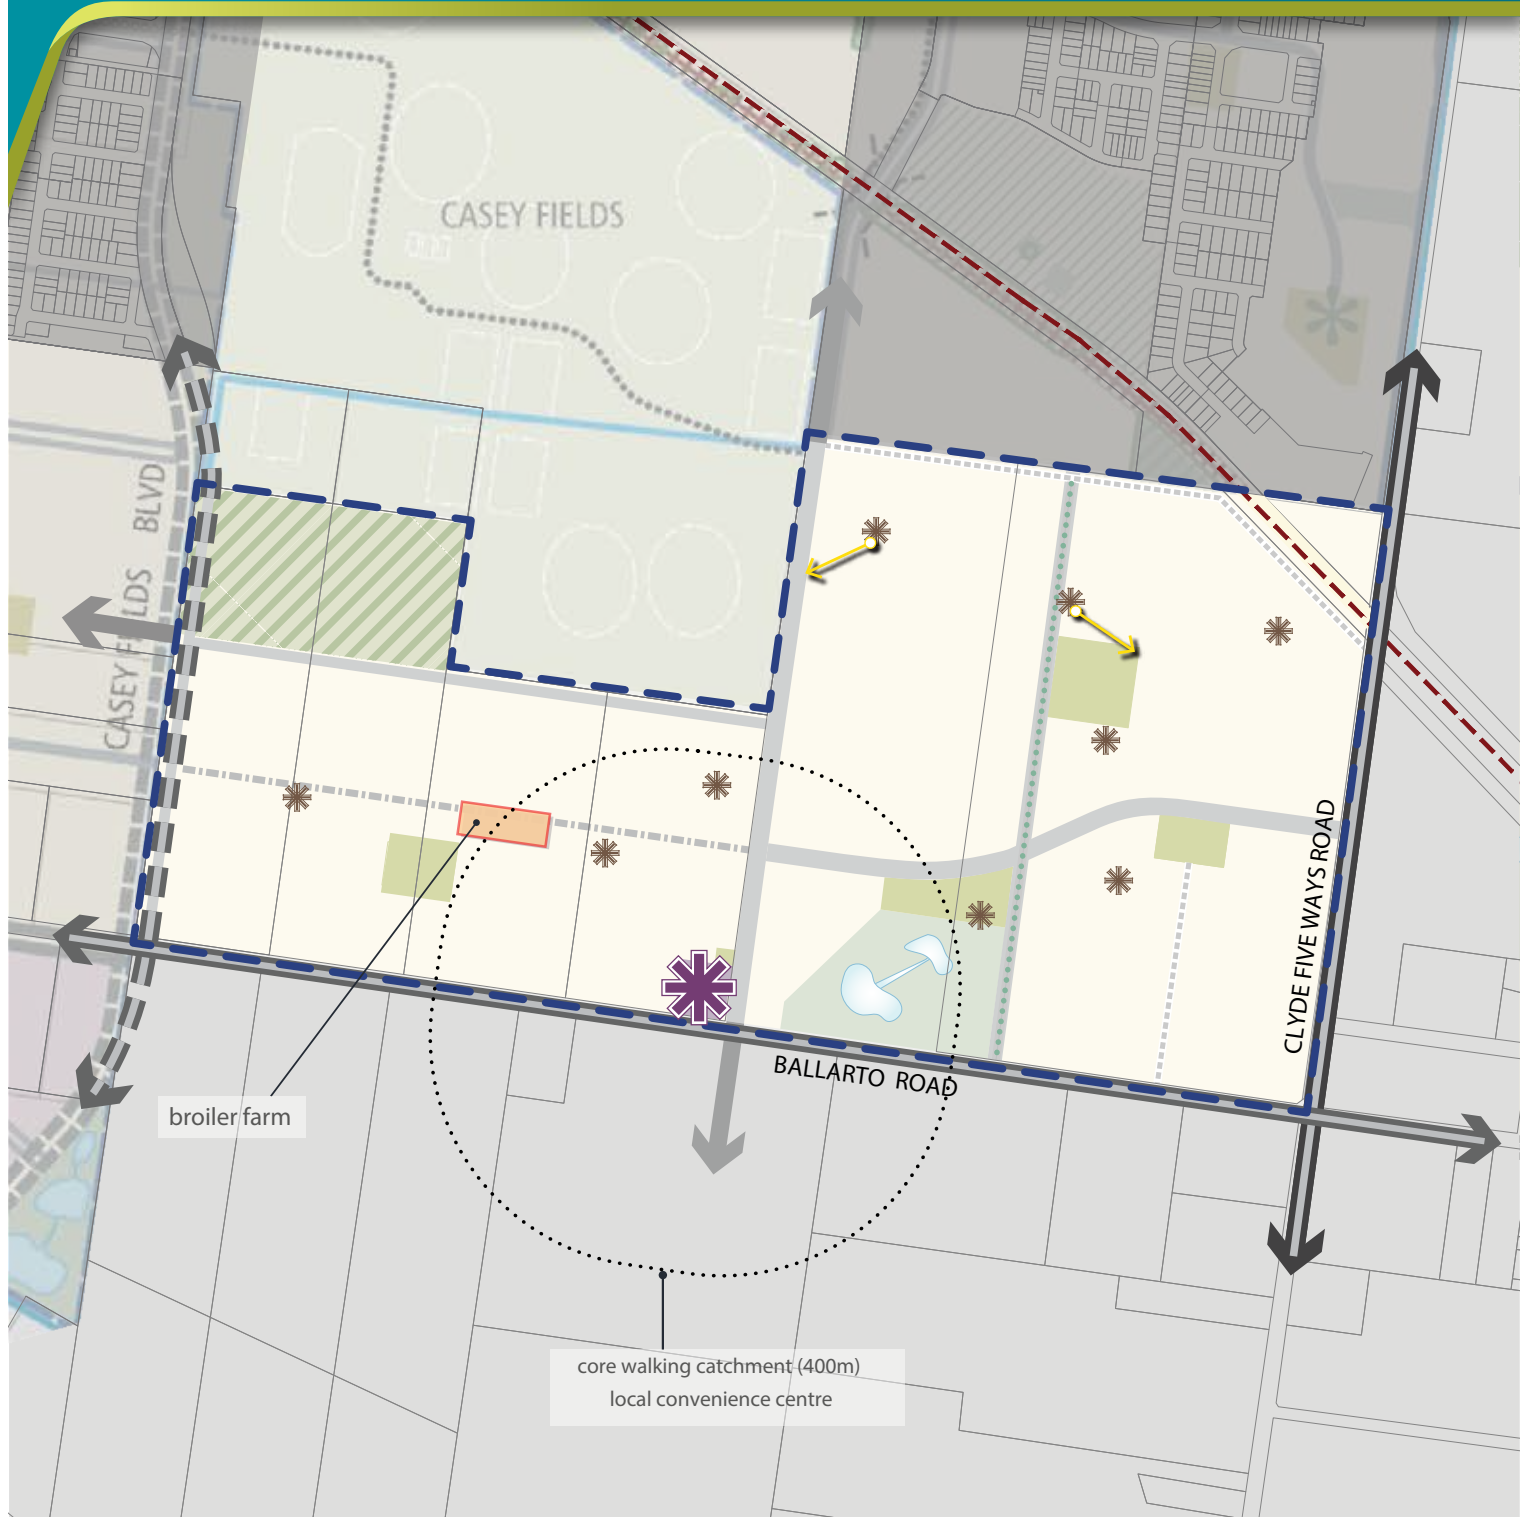 CASEY FIELDS
CASEY FIELDS BLVD
CLYDE FIVE WAYS ROAD
BALLARTO ROAD
broiler farm
core walking catchment (400m)
local convenience centre